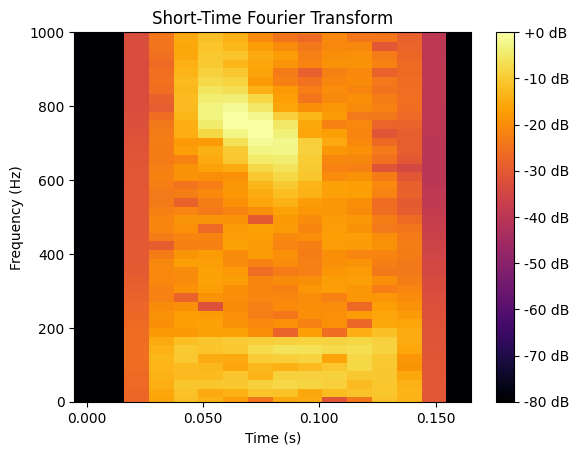 Short-Time Fourier Transform
1000
800
600
400
200
0
Frequency (Hz)
0.000
0.050
0.100
0.150
Time (s)
+0 dB
-10 dB
-20 dB
-30 dB
-40 dB
-50 dB
-60 dB
-70 dB
-80 dB